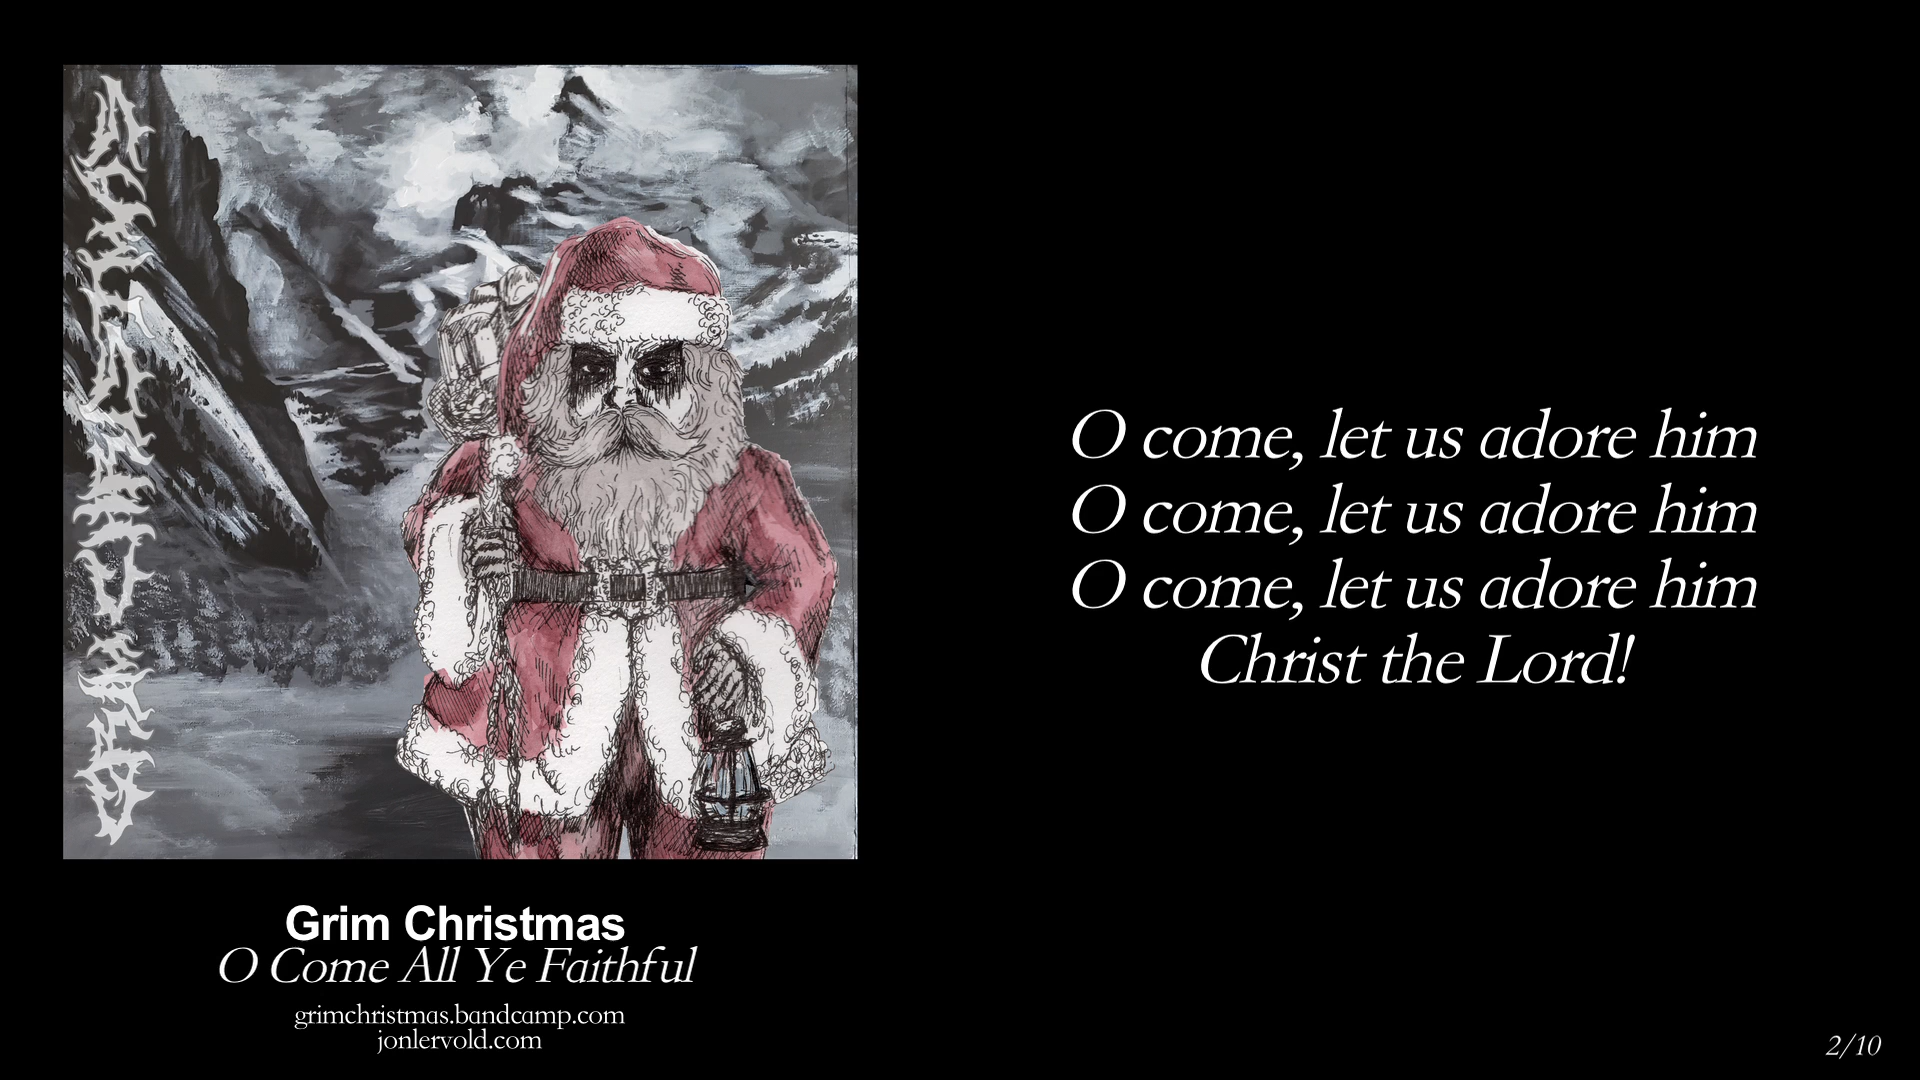 Grim Christmas
O Come All Ye Faithful
grimchristmas.bandcamp.com
jonlervold.com
O come, let us adore him
O come, let us adore him
O come, let us adore him
Christ the Lord!
2/10